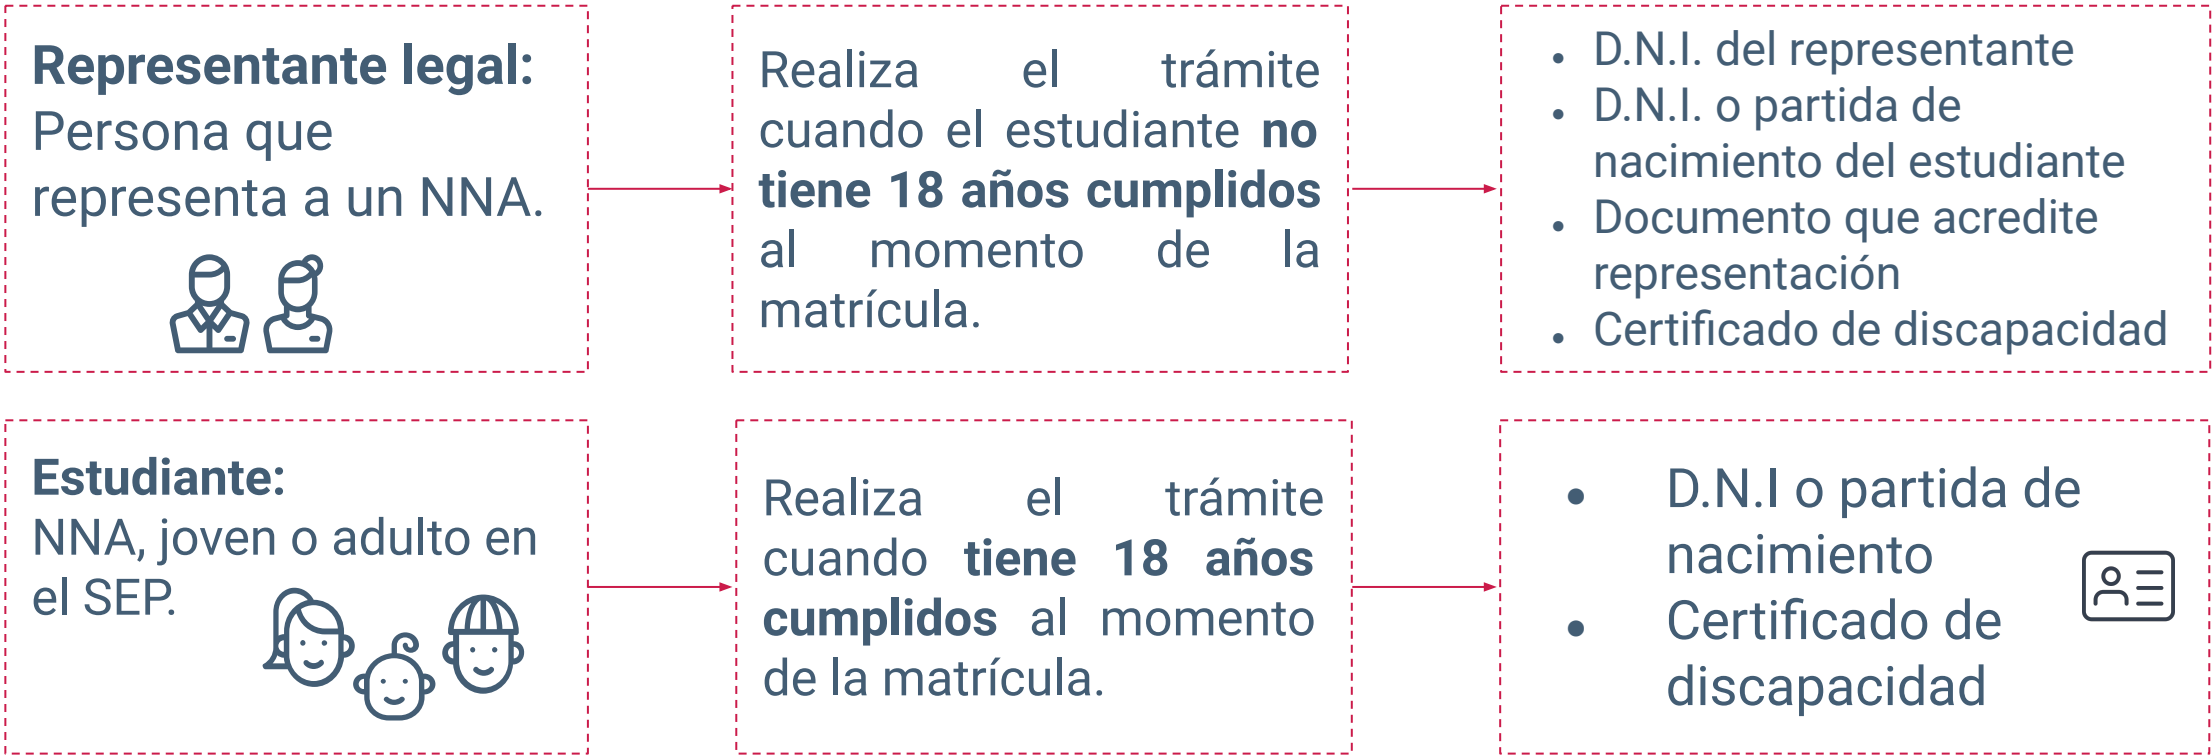 Representante legal:
Persona que
representa a un NNA.
Realiza el trámite
cuando el estudiante no
tiene 18 años cumplidos
al momento de la
matrícula.
• D.N.I. del representante
• D.N.I. o partida de
nacimiento del estudiante
• Documento que acredite
representación
• Certificado de discapacidad
Estudiante:
NNA, joven o adulto en
el SEP.
Realiza el trámite
cuando tiene 18 años
cumplidos al momento
de la matrícula.
• D.N.I o partida de
nacimiento
• Certificado de
discapacidad